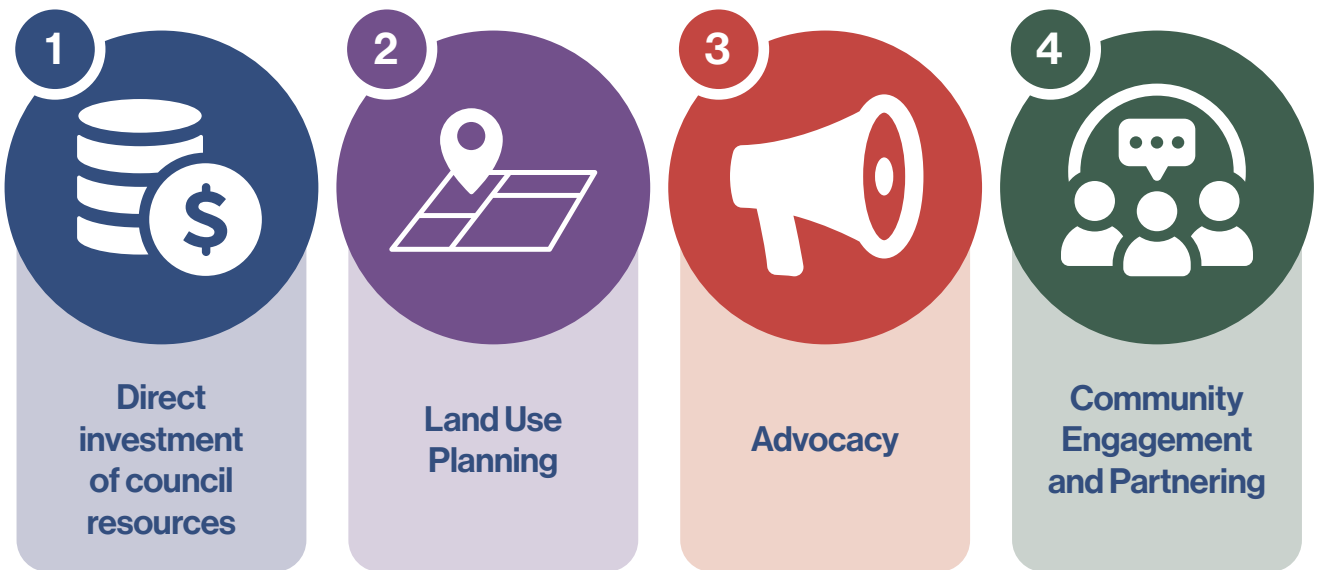 1
Direct
investment
of council
resources
2
Land Use
Planning
3
Advocacy
4
Community
Engagement
and Partnering
$